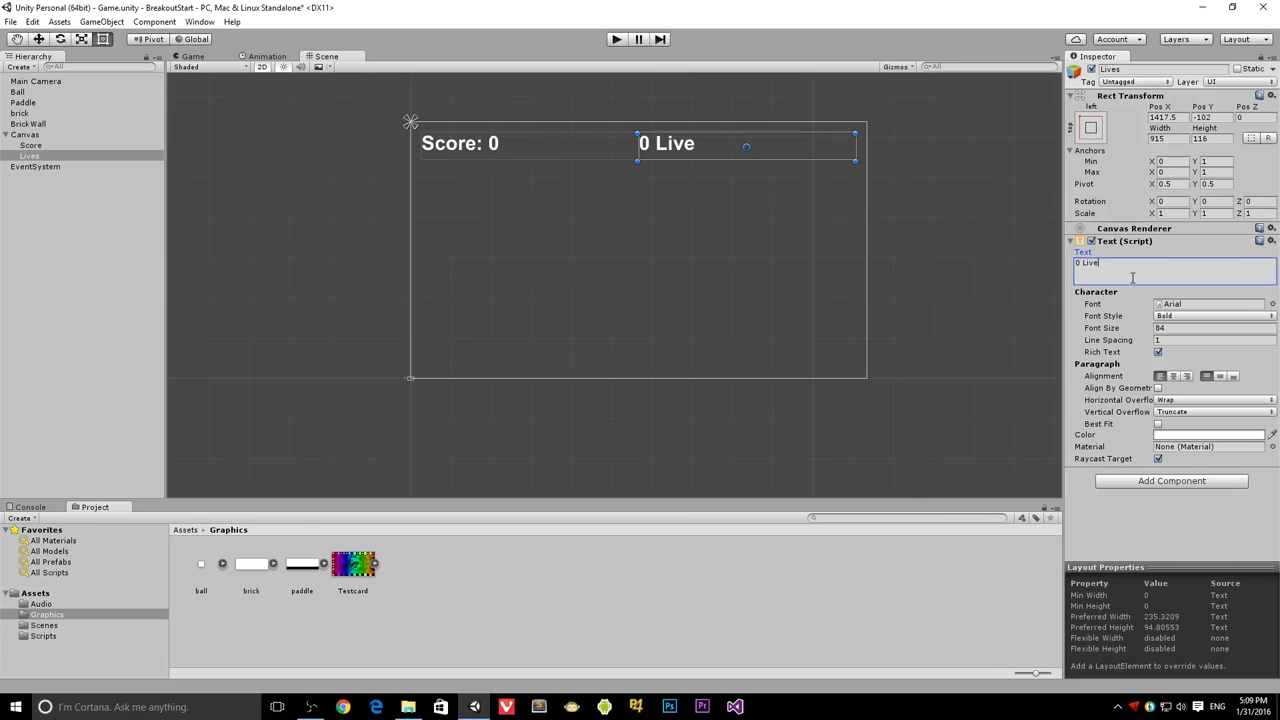 Unity Personal (64bit) - Game.unity - BreakoutStart - PC, Mac & Linux Standalone* <DX11>
File Edit Assets GameObject Component Window Help
Pivot Global Account Layers Layout
Hierarchy Game Animation Scene Inspector
Create All Shaded 2D Gizmos All Lives Static
Tag Untagged Layer UI
Main Camera
Ball
Paddle
brick
BrickWall
Canvas
Score
Lives
EventSystem
Score: 0 0 Live
Rect Transform
left Pos X Pos Y Pos Z
top 1417.5 -102 0
Width Height
915 116 R
Anchors
Min X 0 Y 1
Max X 0 Y 1
Pivot X 0.5 Y 0.5
Rotation X 0 Y 0 Z 0
Scale X 1 Y 1 Z 1
Canvas Renderer
Text (Script)
Text
0 Live
Character
Font Arial
Font Style Bold
Font Size 84
Line Spacing 1
Rich Text
Paragraph
Alignment
Align By Geometr
Horizontal Overflo Wrap
Vertical Overflow Truncate
Best Fit
Color
Material None (Material)
Raycast Target
Add Component
Console Project
Create
Favorites
All Materials
All Models
All Prefabs
All Scripts
Assets
Audio
Graphics
Scenes
Scripts
Assets Graphics
ball brick paddle Testcard
Layout Properties
Property Value Source
Min Width 0 Text
Min Height 0 Text
Preferred Width 235.3209 Text
Preferred Height 94.80553 Text
Flexible Width disabled none
Flexible Height disabled none
Add a LayoutElement to override values.
I'm Cortana. Ask me anything.
ENG
5:09 PM
1/31/2016